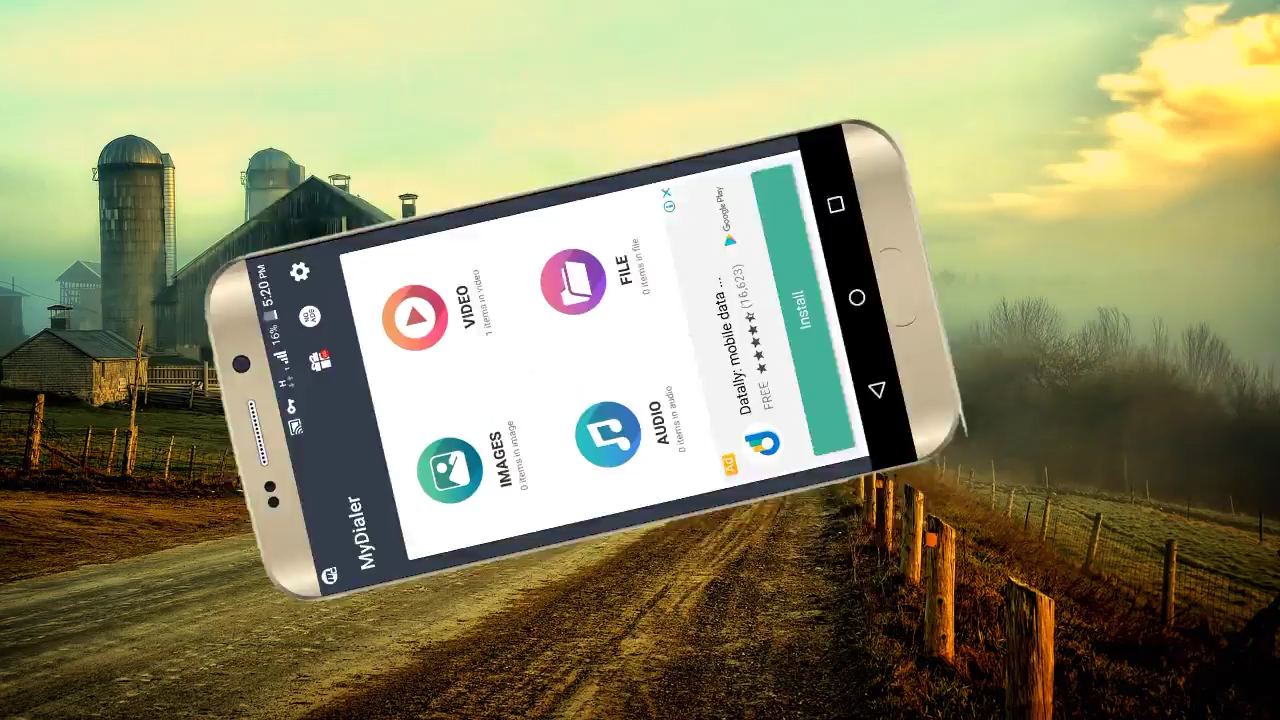 H 16% 5:20 PM
MyDialer
NO ADS
IMAGES
0 items in image
VIDEO
1 items in video
AUDIO
0 items in audio
FILE
0 items in file
Ad
Datally: mobile data ...
FREE ★★★★★ (16,623)
Google Play
Install